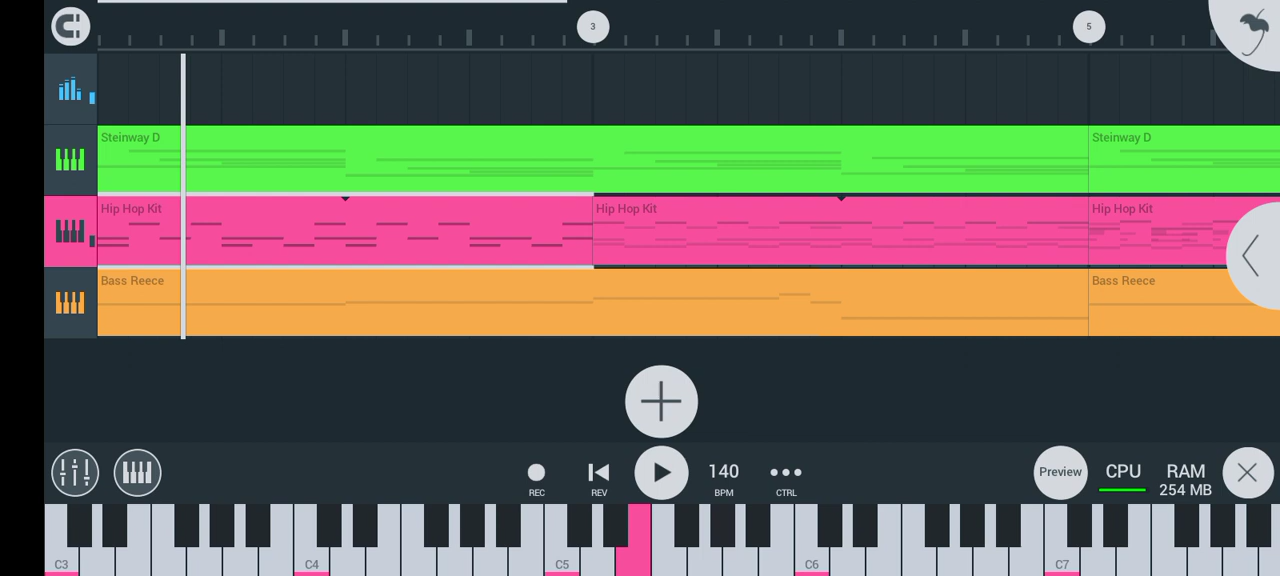 3
5
Steinway D
Steinway D
Hip Hop Kit
Hip Hop Kit
Hip Hop Kit
Bass Reece
Bass Reece
REC
REV
140
BPM
CTRL
Preview
CPU
RAM
254 MB
C3
C4
C5
C6
C7